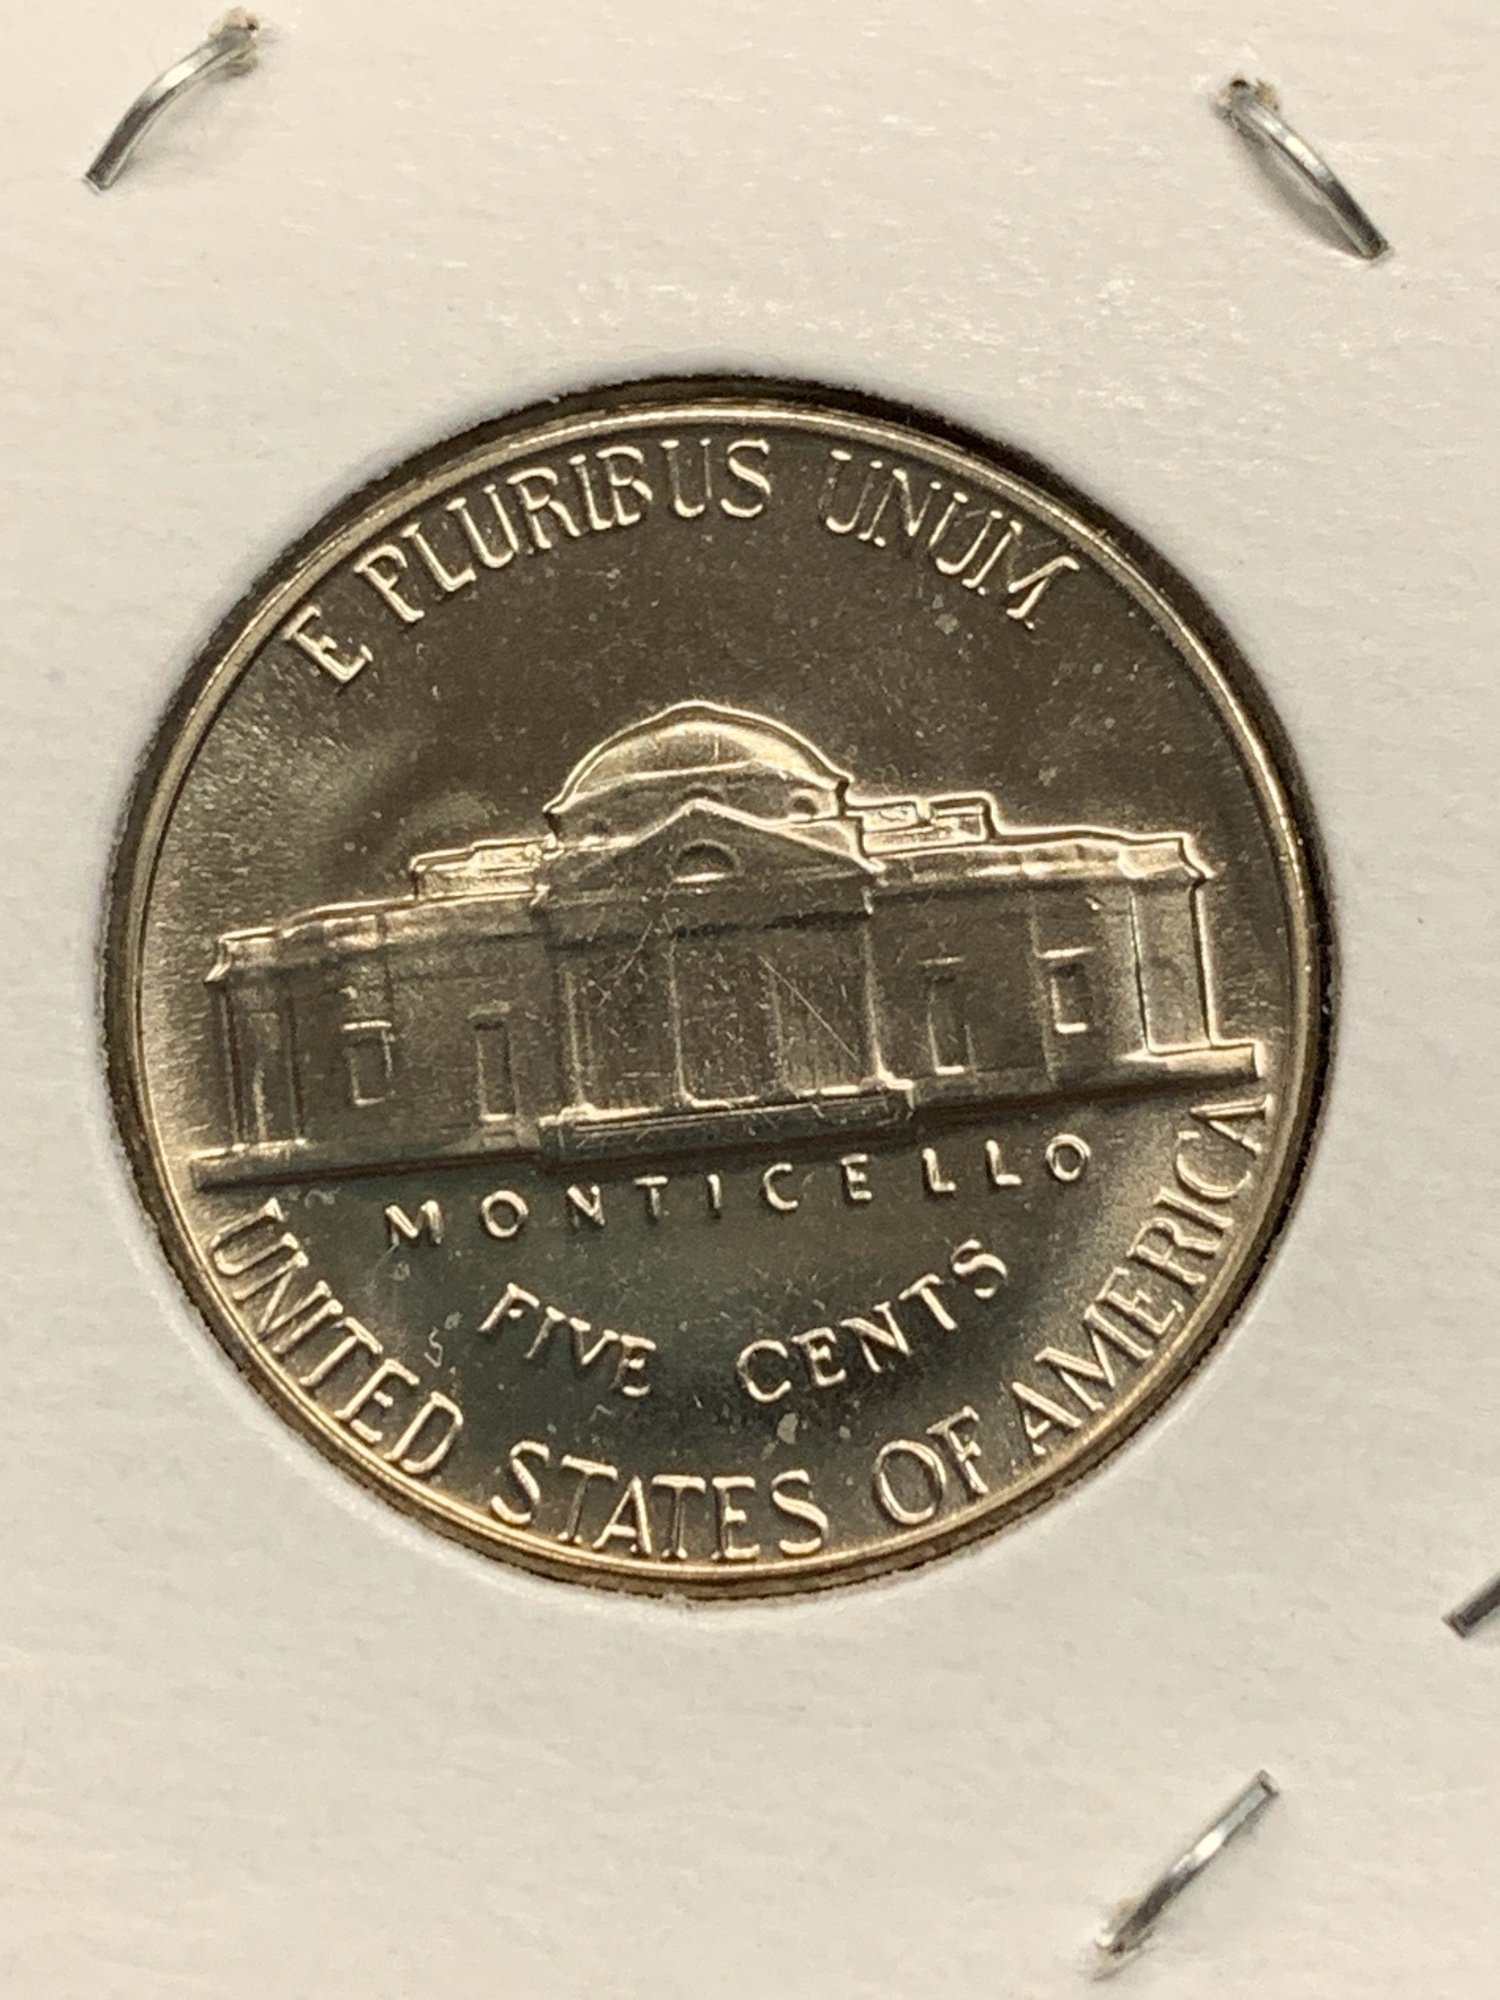 E PLURIBUS UNUM
MONTICELLO
FIVE CENTS
UNITED STATES OF AMERICA